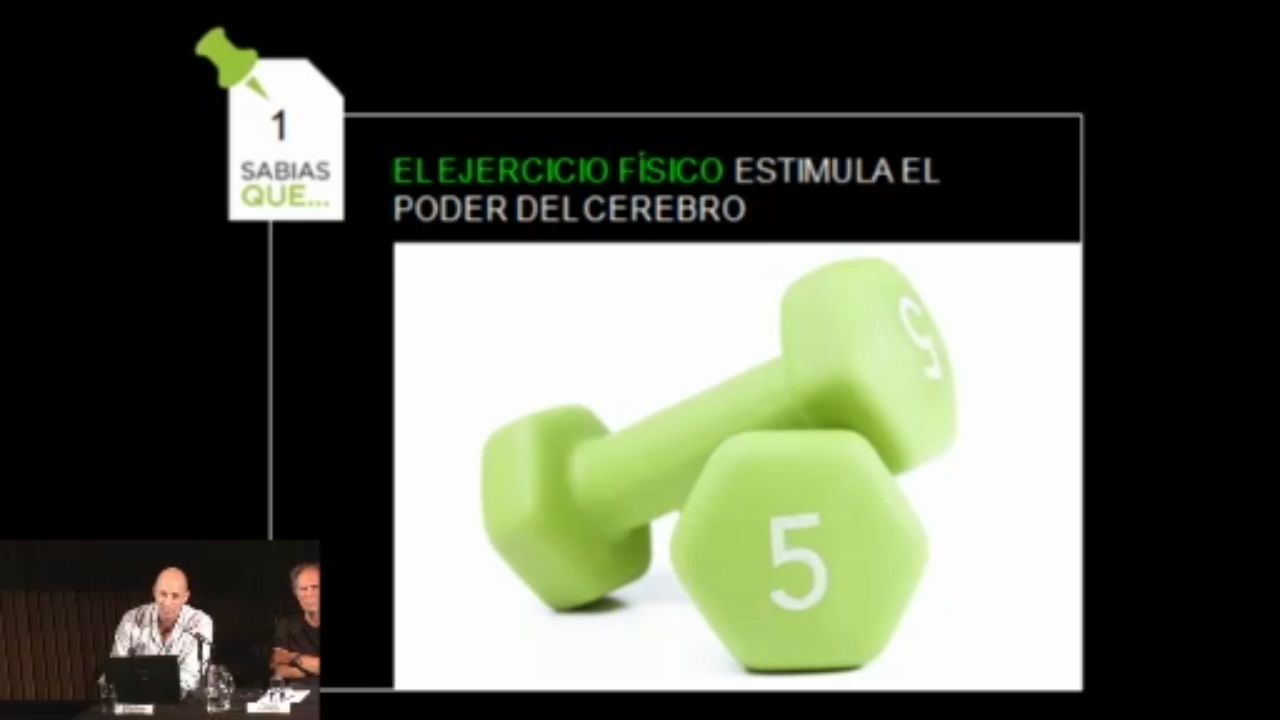 1
SABIAS
QUE...
EL EJERCICIO FÍSICO ESTIMULA EL
PODER DEL CEREBRO
5
5